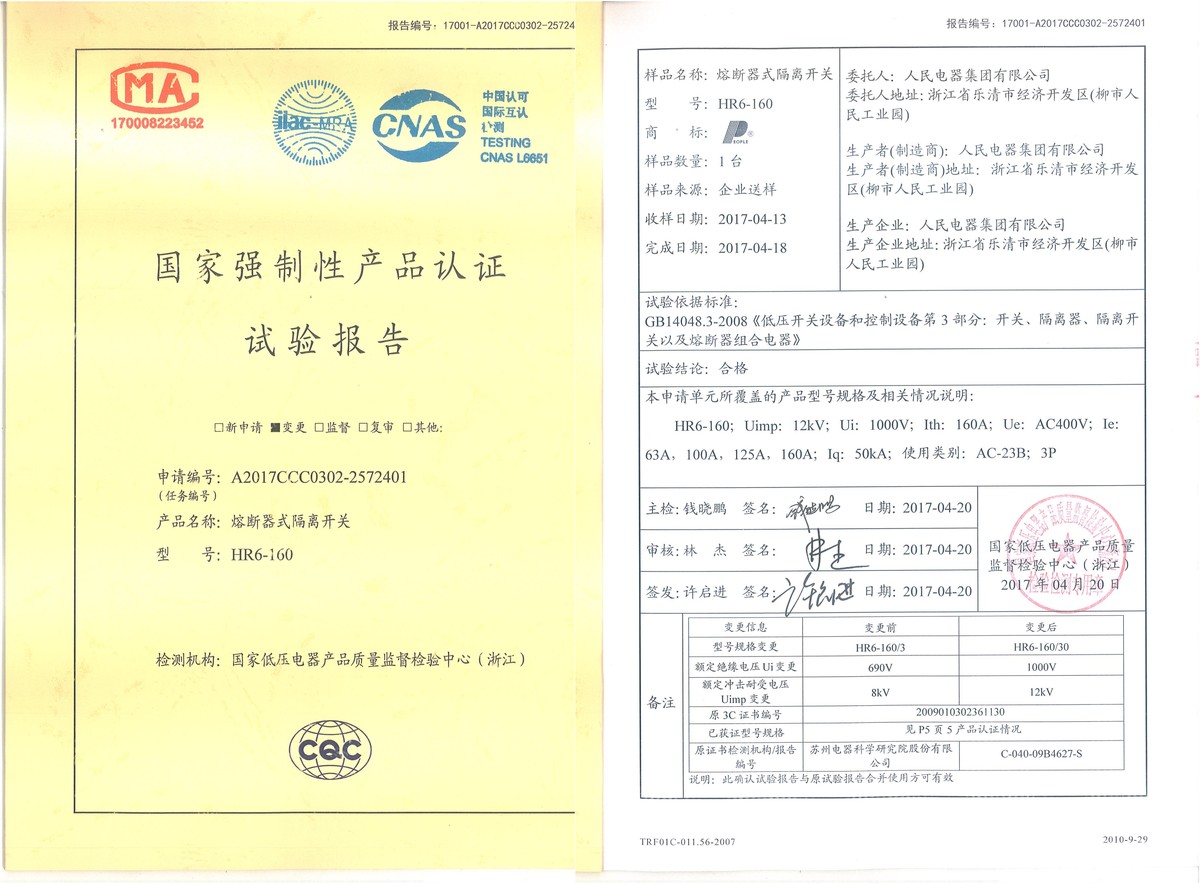 报告编号：17001-A2017CCC0302-25724
MA
170008223452
ilac-MRA
CNAS
中国认可
国际互认
检测
TESTING
CNAS L6651
国家强制性产品认证
试验报告
□新申请 ■变更 □监督 □复审 □其他:
申请编号：A2017CCC0302-2572401
（任务编号）
产品名称：熔断器式隔离开关
型 号：HR6-160
检测机构：国家低压电器产品质量监督检验中心（浙江）
CQC
报告编号：17001-A2017CCC0302-2572401
样品名称：熔断器式隔离开关
型 号：HR6-160
商 标：
PEOPLE ®
样品数量：1 台
样品来源：企业送样
收样日期：2017-04-13
完成日期：2017-04-18
委托人：人民电器集团有限公司
委托人地址：浙江省乐清市经济开发区(柳市人
民工业园)
生产者(制造商)：人民电器集团有限公司
生产者(制造商)地址：浙江省乐清市经济开发
区(柳市人民工业园)
生产企业：人民电器集团有限公司
生产企业地址:浙江省乐清市经济开发区(柳市
人民工业园)
试验依据标准：
GB14048.3-2008《低压开关设备和控制设备第 3 部分：开关、隔离器、隔离开
关以及熔断器组合电器》
试验结论：合格
本申请单元所覆盖的产品型号规格及相关情况说明：
HR6-160；Uimp：12kV；Ui：1000V；Ith：160A；Ue：AC400V；Ie：
63A，100A，125A，160A；Iq：50kA；使用类别：AC-23B；3P
主检：钱晓鹏 签名： 日期：2017-04-20
审核：林 杰 签名： 日期：2017-04-20
签发：许启进 签名： 日期：2017-04-20
国家低压电器产品质量
监督检验中心（浙江）
2017 年 04 月 20 日
备注
变更信息 变更前 变更后
型号规格变更 HR6-160/3 HR6-160/30
额定绝缘电压 Ui 变更 690V 1000V
额定冲击耐受电压
Uimp 变更 8kV 12kV
原 3C 证书编号 2009010302361130
已获证型号规格 见 P5 页 5 产品认证情况
原证书检测机构/报告
编号 苏州电器科学研究院股份有限
公司 C-040-09B4627-S
说明：此确认试验报告与原试验报告合并使用方可有效
TRF01C-011.56-2007
2010-9-29